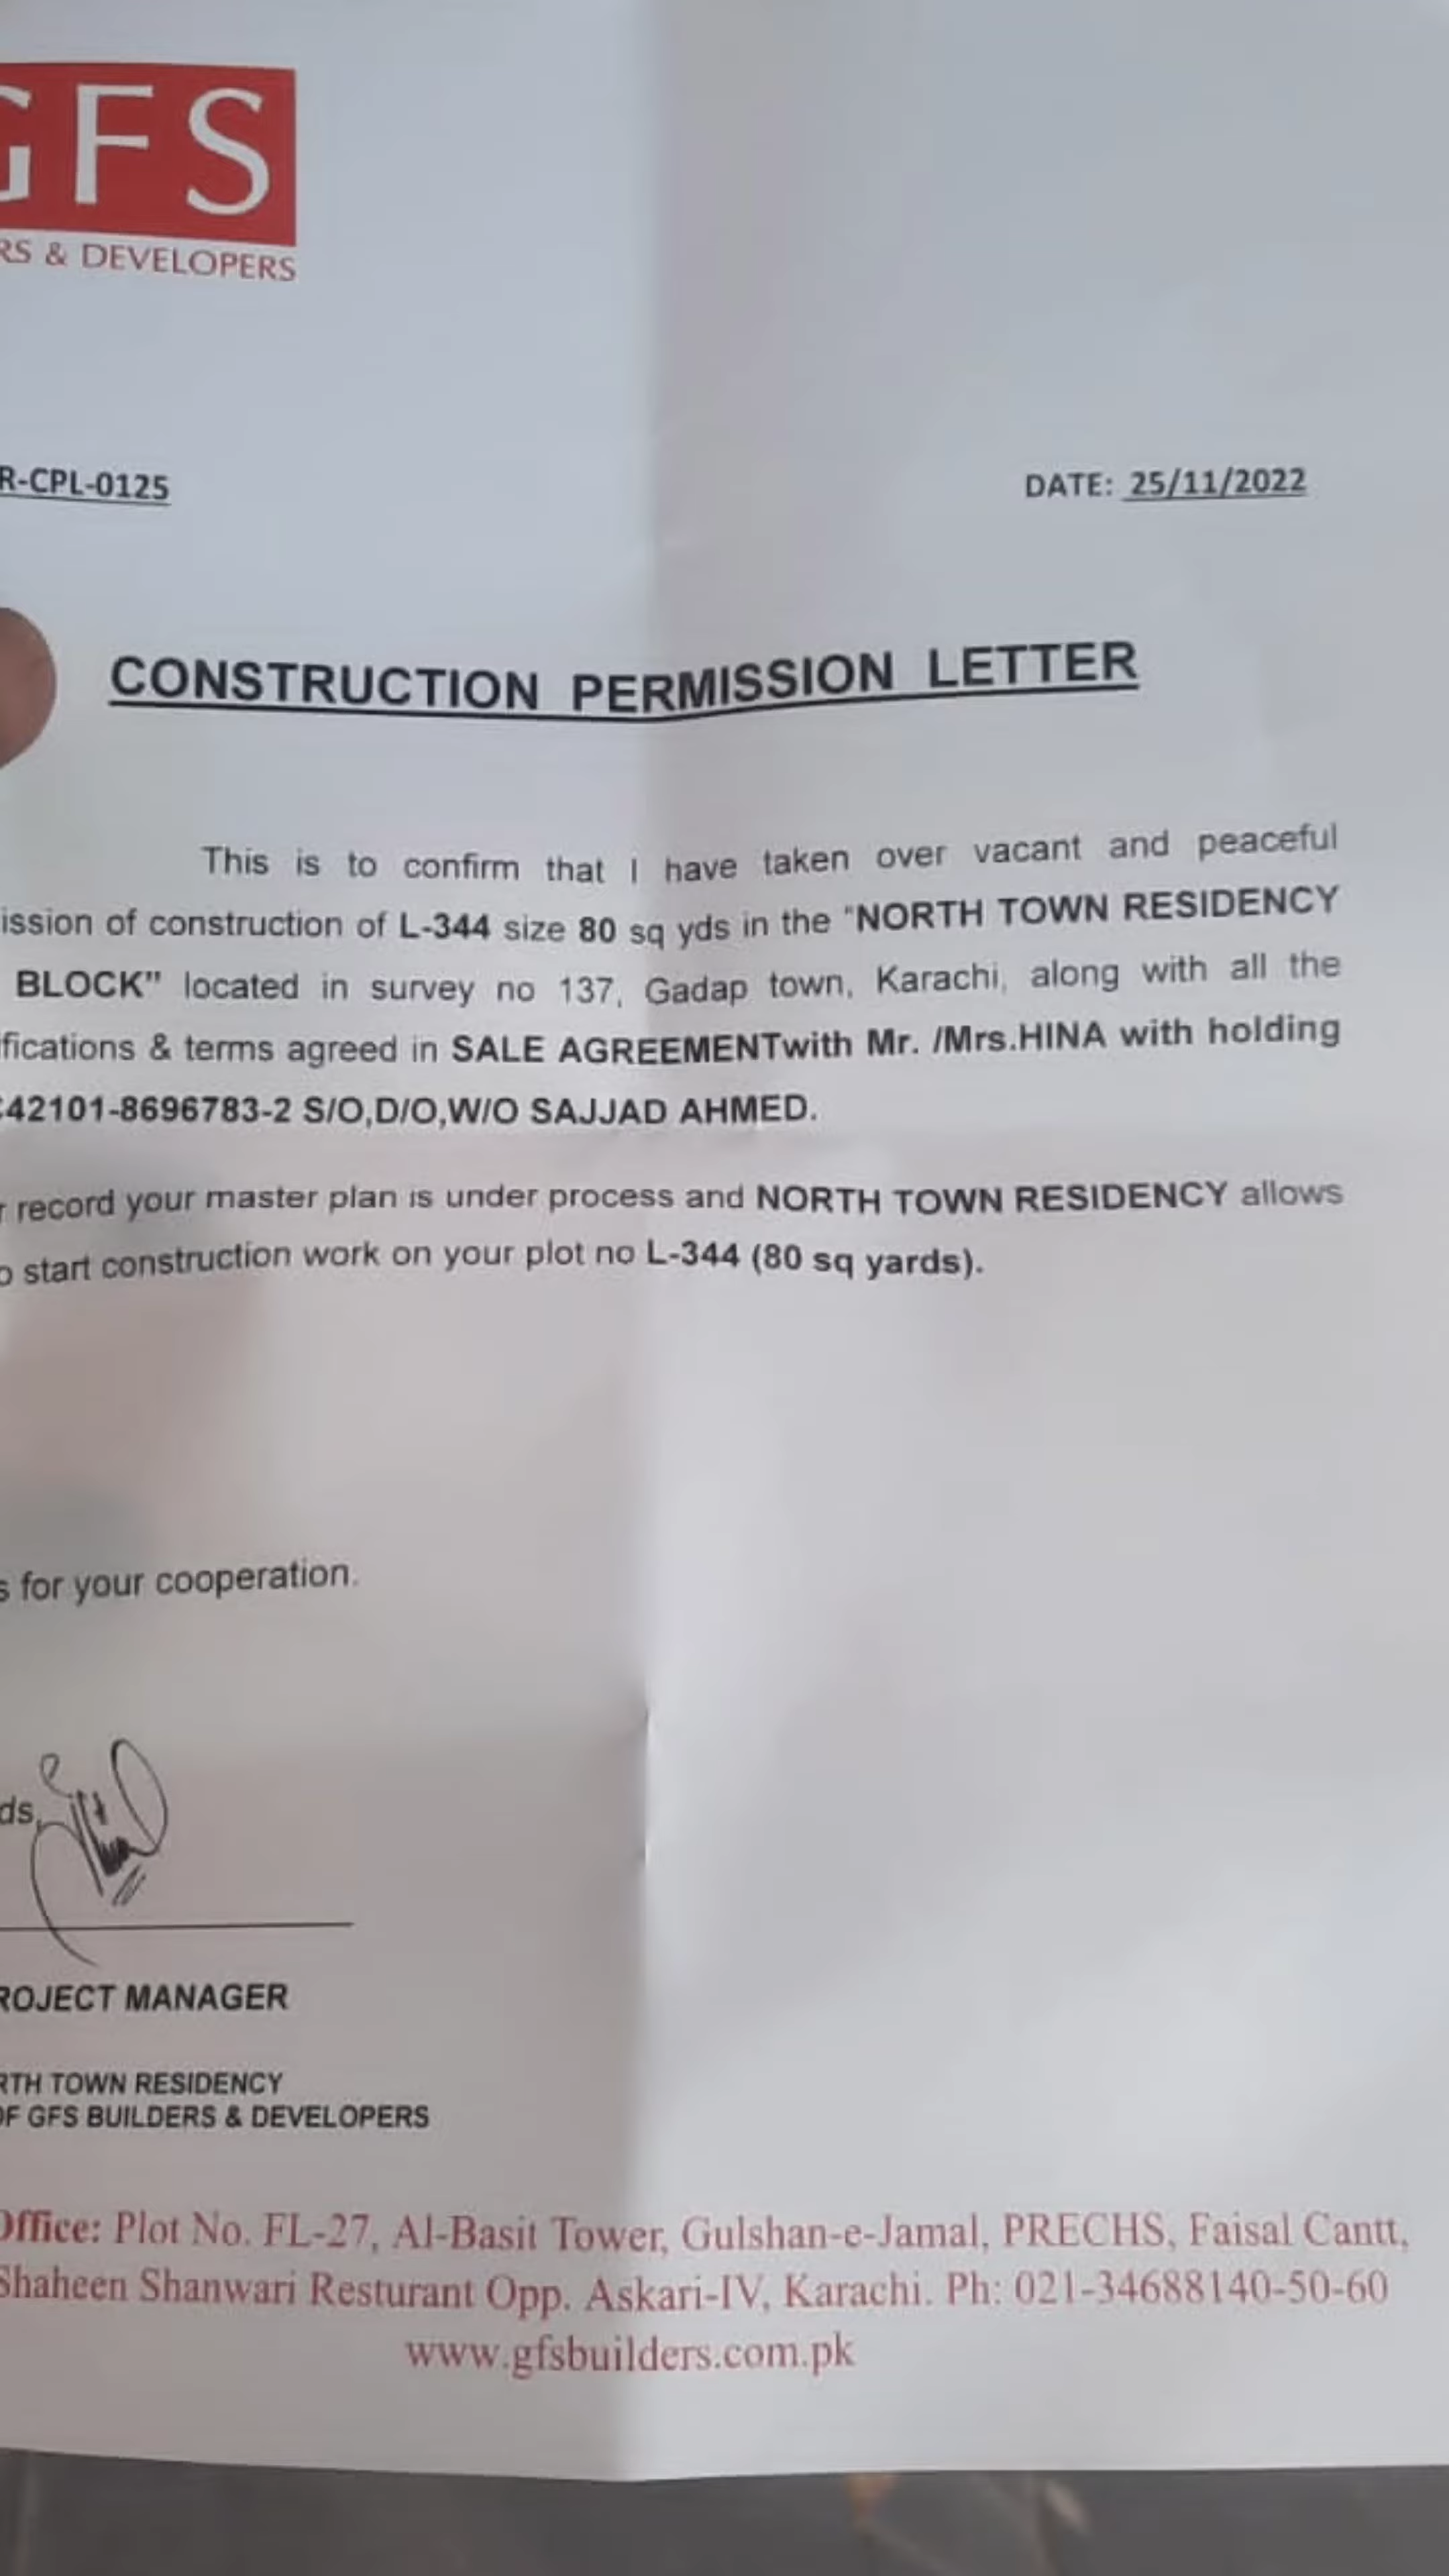 GFS
RS & DEVELOPERS
R-CPL-0125 DATE: 25/11/2022
CONSTRUCTION PERMISSION LETTER
This is to confirm that I have taken over vacant and peaceful
ission of construction of L-344 size 80 sq yds in the "NORTH TOWN RESIDENCY
BLOCK" located in survey no 137, Gadap town, Karachi, along with all the
ifications & terms agreed in SALE AGREEMENTwith Mr. /Mrs.HINA with holding
42101-8696783-2 S/O,D/O,W/O SAJJAD AHMED.
r record your master plan is under process and NORTH TOWN RESIDENCY allows
o start construction work on your plot no L-344 (80 sq yards).
s for your cooperation.
ds,
ROJECT MANAGER
RTH TOWN RESIDENCY
OF GFS BUILDERS & DEVELOPERS
Office: Plot No. FL-27, Al-Basit Tower, Gulshan-e-Jamal, PRECHS, Faisal Cantt,
Shaheen Shanwari Resturant Opp. Askari-IV, Karachi. Ph: 021-34688140-50-60
www.gfsbuilders.com.pk